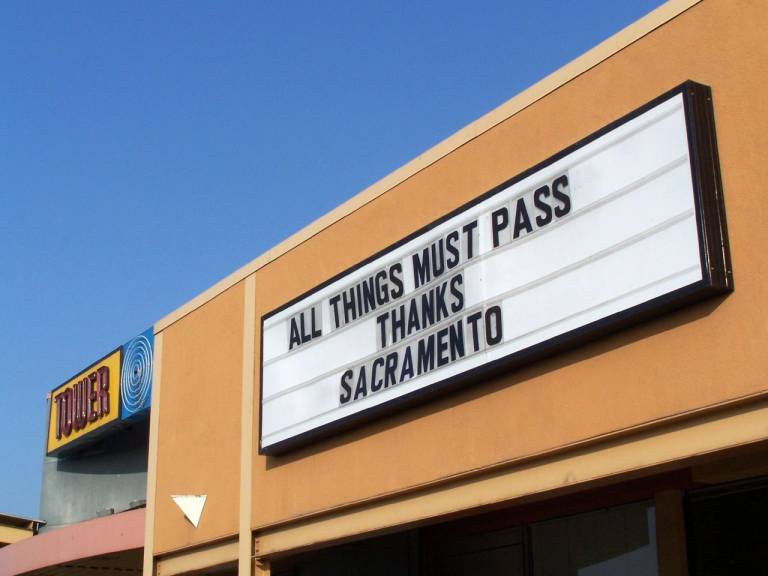 TOWER
ALL THINGS MUST PASS
THANKS
SACRAMENTO